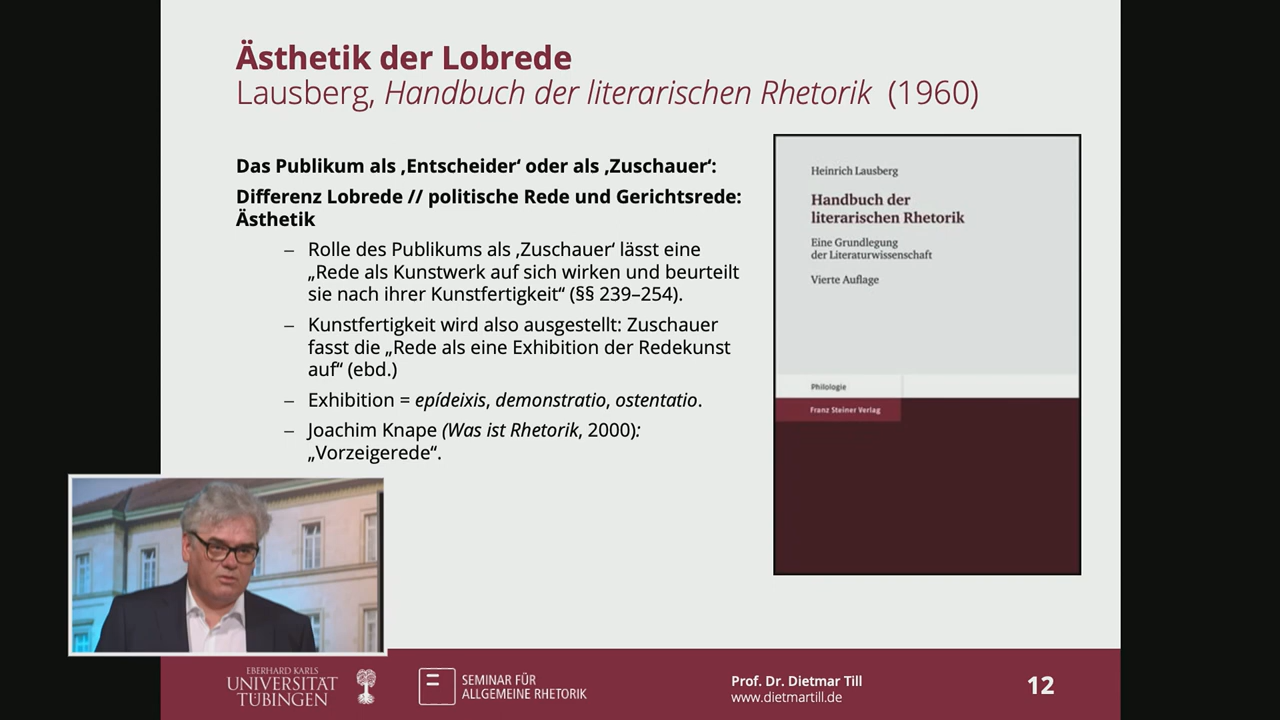 Ästhetik der Lobrede
Lausberg, Handbuch der literarischen Rhetorik (1960)
Das Publikum als ‚Entscheider‘ oder als ‚Zuschauer‘:
Differenz Lobrede // politische Rede und Gerichtsrede:
Ästhetik
– Rolle des Publikums als ‚Zuschauer‘ lässt eine
„Rede als Kunstwerk auf sich wirken und beurteilt
sie nach ihrer Kunstfertigkeit“ (§§ 239–254).
– Kunstfertigkeit wird also ausgestellt: Zuschauer
fasst die „Rede als eine Exhibition der Redekunst
auf“ (ebd.)
– Exhibition = epídeixis, demonstratio, ostentatio.
– Joachim Knape (Was ist Rhetorik, 2000):
„Vorzeigerede“.
Heinrich Lausberg
Handbuch der
literarischen Rhetorik
Eine Grundlegung
der Literaturwissenschaft
Vierte Auflage
Philologie
Franz Steiner Verlag
EBERHARD KARLS
UNIVERSITÄT
TÜBINGEN
SEMINAR FÜR
ALLGEMEINE RHETORIK
Prof. Dr. Dietmar Till
www.dietmartill.de
12